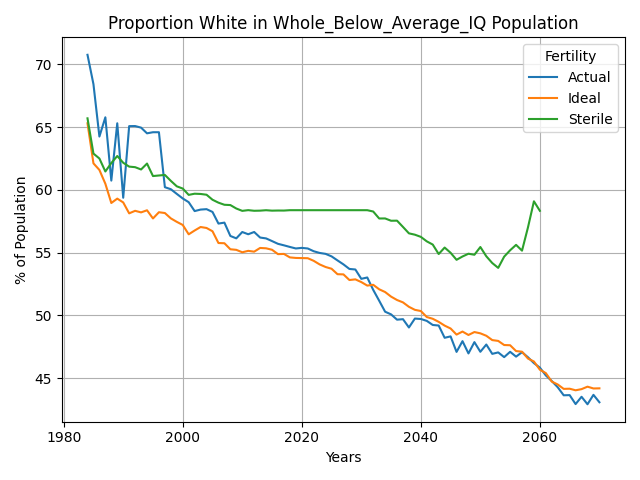 Proportion White in Whole_Below_Average_IQ Population
% of Population
70
65
60
55
50
45
Fertility
Actual
Ideal
Sterile
1980
2000
2020
2040
2060
Years